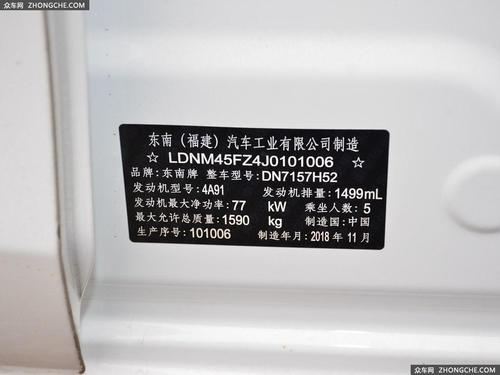 众车网 ZHONGCHE.COM
东南（福建）汽车工业有限公司制造
☆ LDNM45FZ4J0101006 ☆
品牌：东南牌 整车型号：DN7157H52
发动机型号：4A91 发动机排量：1499mL
发动机最大净功率：77 kW 乘坐人数：5
最大允许总质量：1590 kg 制造国：中国
生产序号：101006 制造年月：2018 年 11 月
众车网 ZHONGCHE.COM